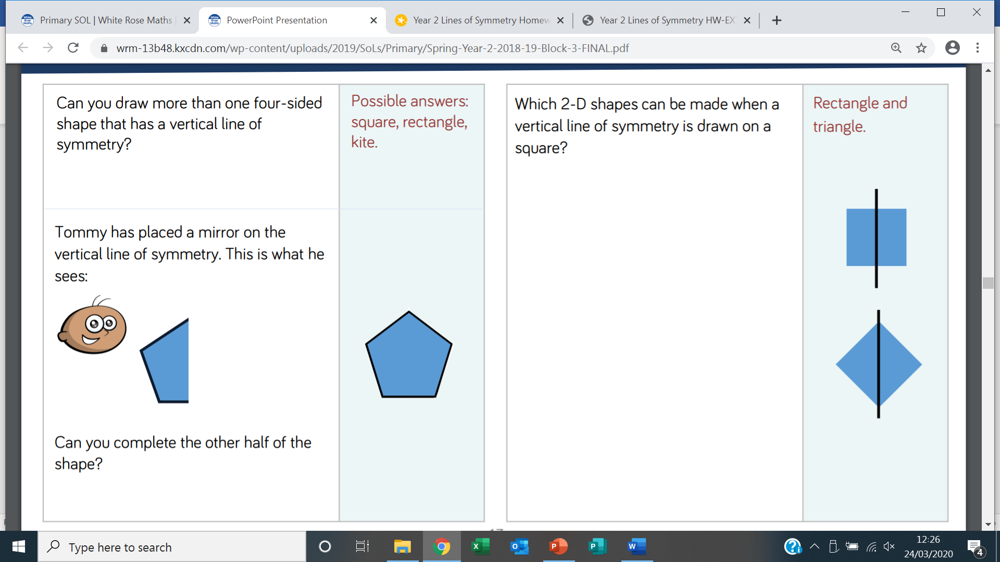 Primary SOL | White Rose Maths |
PowerPoint Presentation
Year 2 Lines of Symmetry Homew
Year 2 Lines of Symmetry HW-EX
wrm-13b48.kxcdn.com/wp-content/uploads/2019/SoLs/Primary/Spring-Year-2-2018-19-Block-3-FINAL.pdf
Can you draw more than one four-sided
shape that has a vertical line of
symmetry?
Possible answers:
square, rectangle,
kite.
Tommy has placed a mirror on the
vertical line of symmetry. This is what he
sees:
Can you complete the other half of the
shape?
Which 2-D shapes can be made when a
vertical line of symmetry is drawn on a
square?
Rectangle and
triangle.
Type here to search
12:26
24/03/2020
4